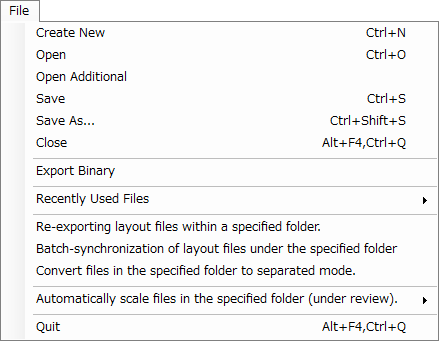 File
Create New Ctrl+N
Open Ctrl+O
Open Additional
Save Ctrl+S
Save As... Ctrl+Shift+S
Close Alt+F4,Ctrl+Q
Export Binary
Recently Used Files
Re-exporting layout files within a specified folder.
Batch-synchronization of layout files under the specified folder
Convert files in the specified folder to separated mode.
Automatically scale files in the specified folder (under review).
Quit Alt+F4,Ctrl+Q